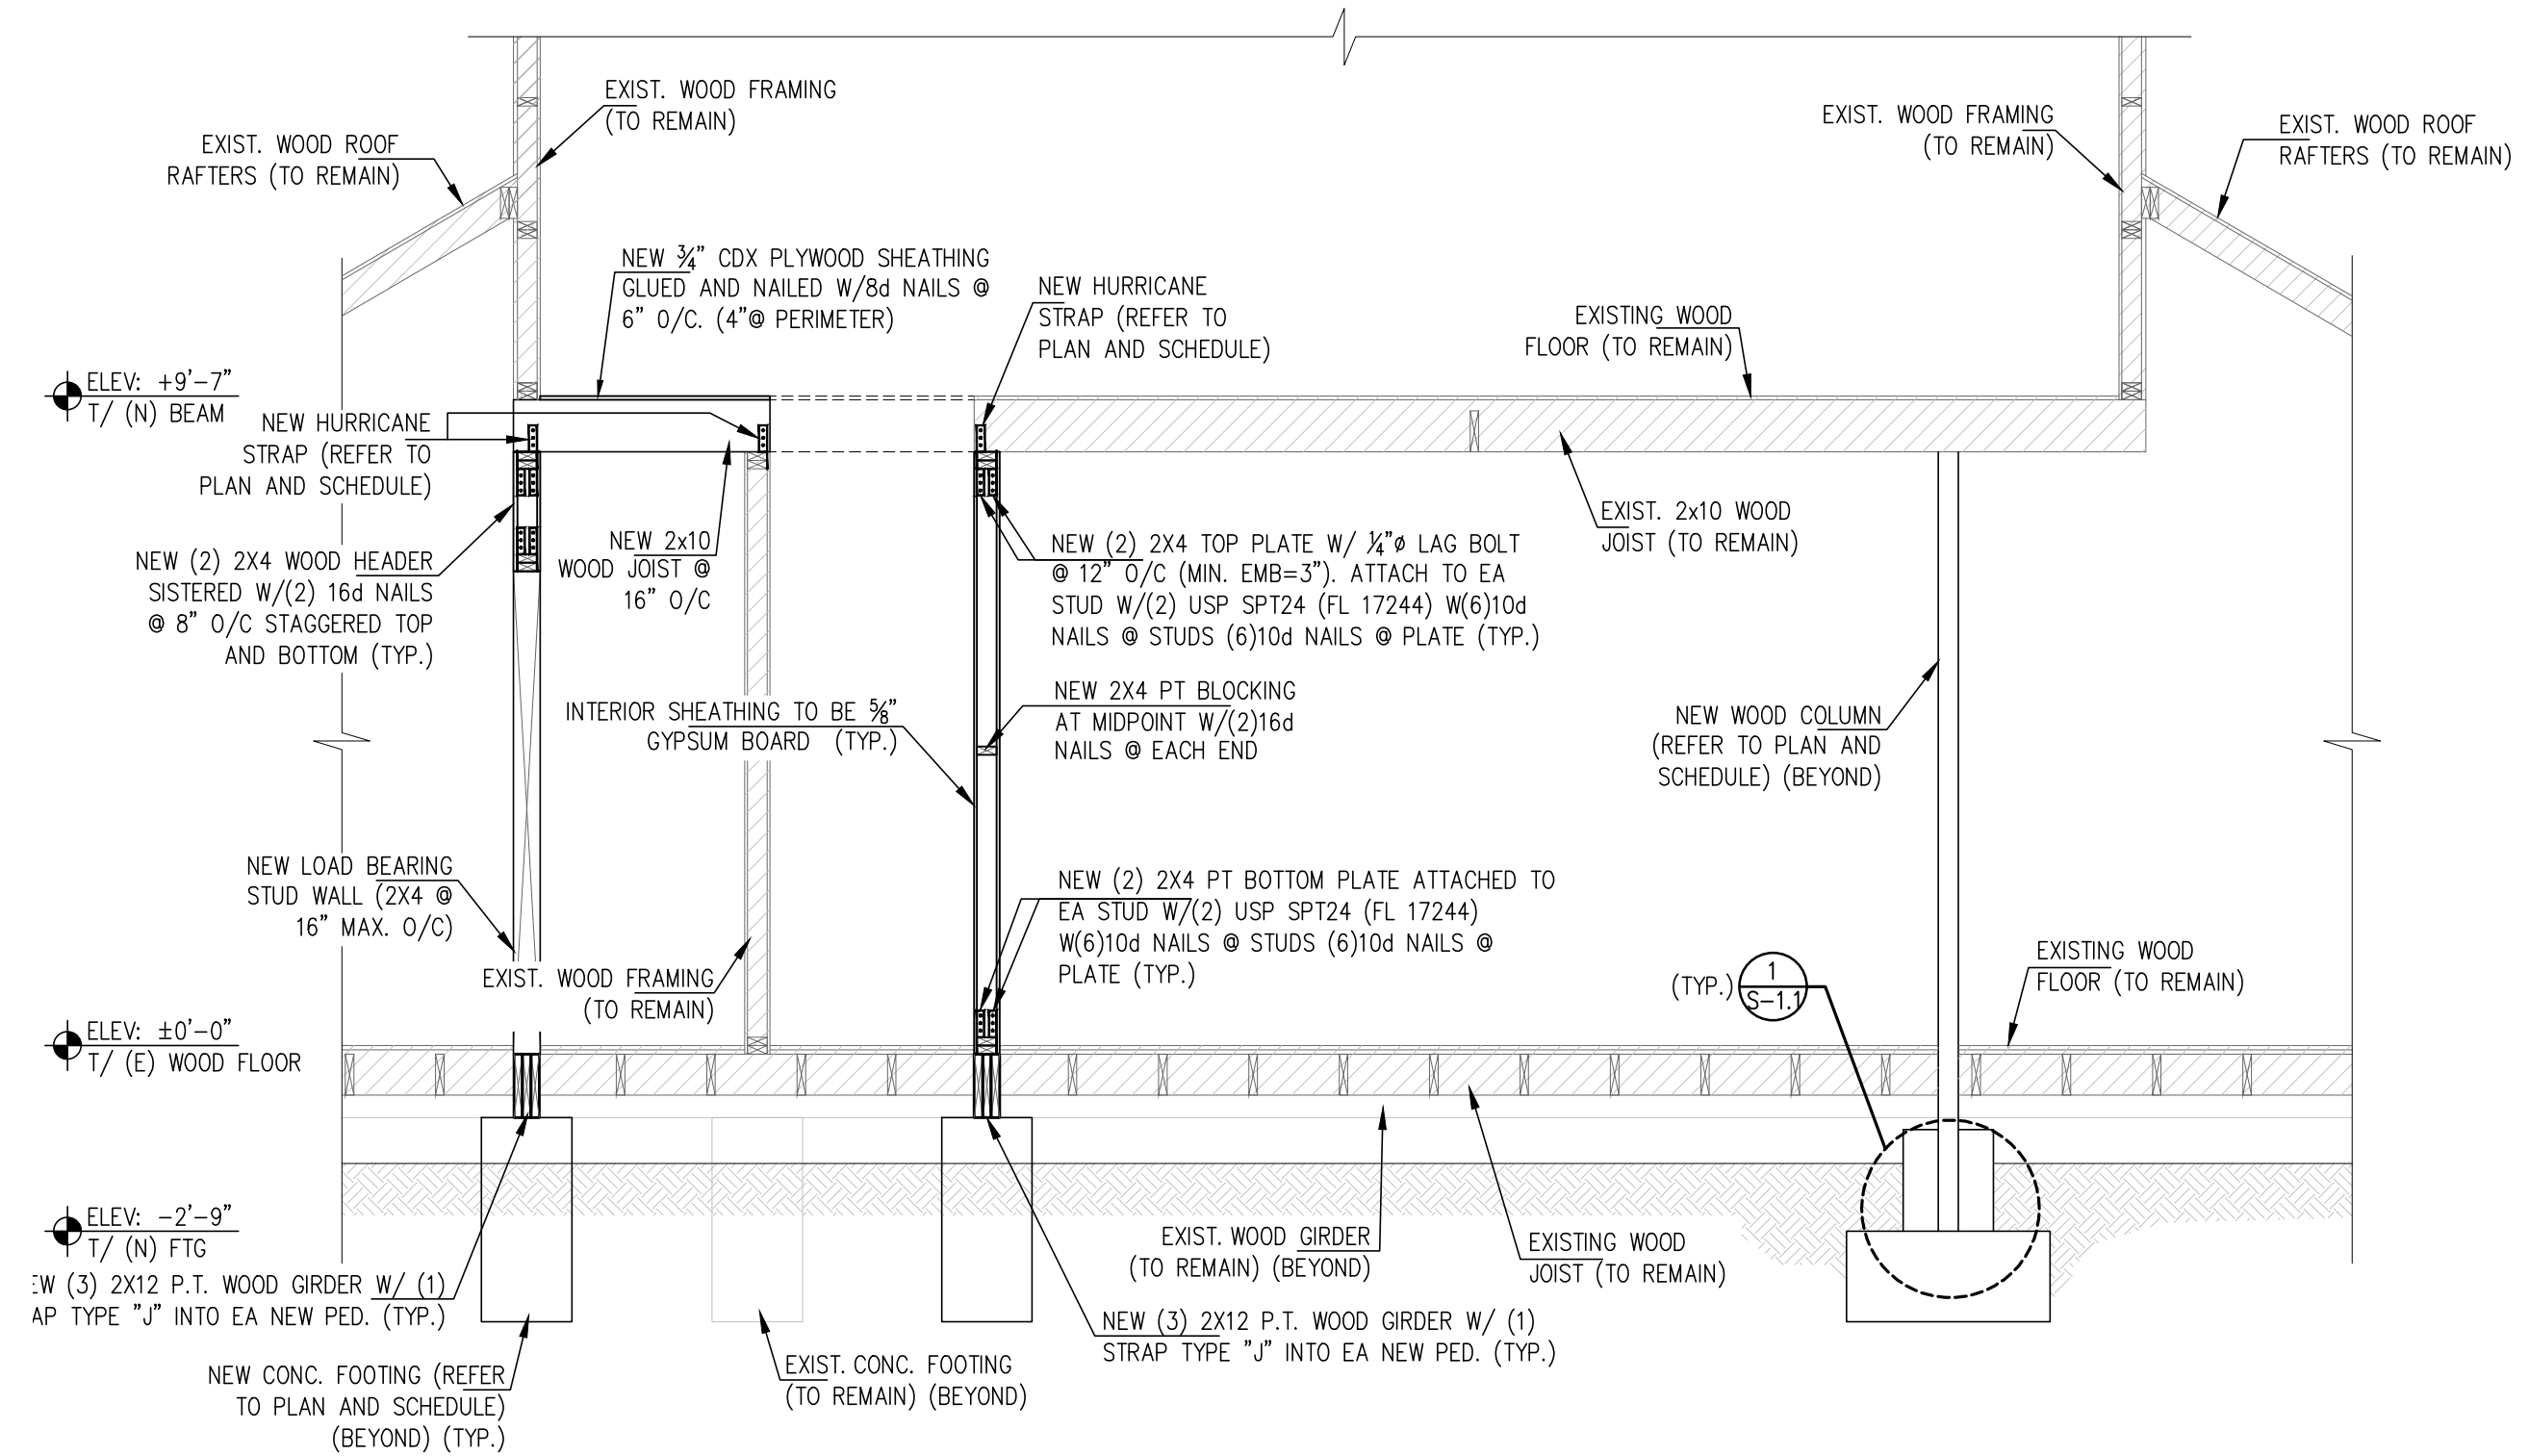 EXIST. WOOD FRAMING
(TO REMAIN)
EXIST. WOOD ROOF
RAFTERS (TO REMAIN)
EXIST. WOOD FRAMING
(TO REMAIN)
EXIST. WOOD ROOF
RAFTERS (TO REMAIN)
NEW ¾" CDX PLYWOOD SHEATHING
GLUED AND NAILED W/8d NAILS @
6" O/C. (4"@ PERIMETER)
NEW HURRICANE
STRAP (REFER TO
PLAN AND SCHEDULE)
EXISTING WOOD
FLOOR (TO REMAIN)
ELEV: +9'-7"
T/ (N) BEAM
NEW HURRICANE
STRAP (REFER TO
PLAN AND SCHEDULE)
NEW (2) 2X4 WOOD HEADER
SISTERED W/(2) 16d NAILS
@ 8" O/C STAGGERED TOP
AND BOTTOM (TYP.)
NEW 2x10
WOOD JOIST @
16" O/C
NEW (2) 2X4 TOP PLATE W/ ¼"ø LAG BOLT
@ 12" O/C (MIN. EMB=3"). ATTACH TO EA
STUD W/(2) USP SPT24 (FL 17244) W(6)10d
NAILS @ STUDS (6)10d NAILS @ PLATE (TYP.)
EXIST. 2x10 WOOD
JOIST (TO REMAIN)
INTERIOR SHEATHING TO BE ⅝"
GYPSUM BOARD (TYP.)
NEW 2X4 PT BLOCKING
AT MIDPOINT W/(2)16d
NAILS @ EACH END
NEW WOOD COLUMN
(REFER TO PLAN AND
SCHEDULE) (BEYOND)
NEW LOAD BEARING
STUD WALL (2X4 @
16" MAX. O/C)
EXIST. WOOD FRAMING
(TO REMAIN)
NEW (2) 2X4 PT BOTTOM PLATE ATTACHED TO
EA STUD W/(2) USP SPT24 (FL 17244)
W(6)10d NAILS @ STUDS (6)10d NAILS @
PLATE (TYP.)
(TYP.)
1
S-1.1
EXISTING WOOD
FLOOR (TO REMAIN)
ELEV: ±0'-0"
T/ (E) WOOD FLOOR
ELEV: -2'-9"
T/ (N) FTG
EW (3) 2X12 P.T. WOOD GIRDER W/ (1)
AP TYPE "J" INTO EA NEW PED. (TYP.)
NEW CONC. FOOTING (REFER
TO PLAN AND SCHEDULE)
(BEYOND) (TYP.)
EXIST. CONC. FOOTING
(TO REMAIN) (BEYOND)
EXIST. WOOD GIRDER
(TO REMAIN) (BEYOND)
NEW (3) 2X12 P.T. WOOD GIRDER W/ (1)
STRAP TYPE "J" INTO EA NEW PED. (TYP.)
EXISTING WOOD
JOIST (TO REMAIN)